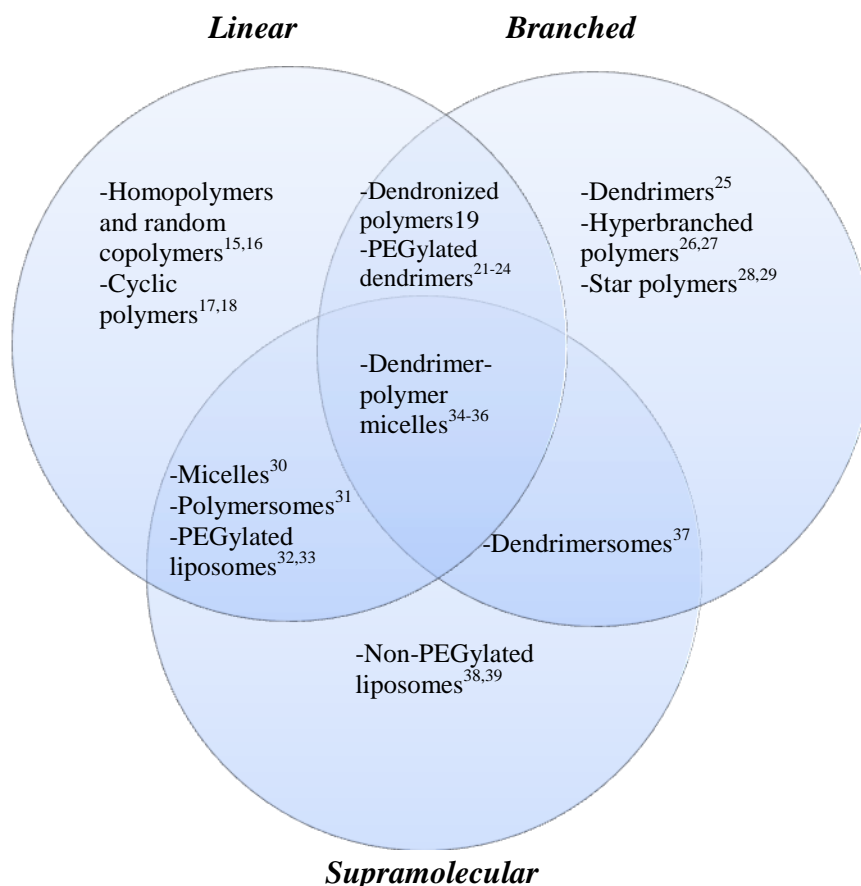 Linear
Branched
-Homopolymers
and random
copolymers15,16
-Cyclic
polymers17,18
-Dendronized
polymers19
-PEGylated
dendrimers21-24
-Dendrimers25
-Hyperbranched
polymers26,27
-Star polymers28,29
-Dendrimer-
polymer
micelles34-36
-Micelles30
-Polymersomes31
-PEGylated
liposomes32,33
-Dendrimersomes37
-Non-PEGylated
liposomes38,39
Supramolecular